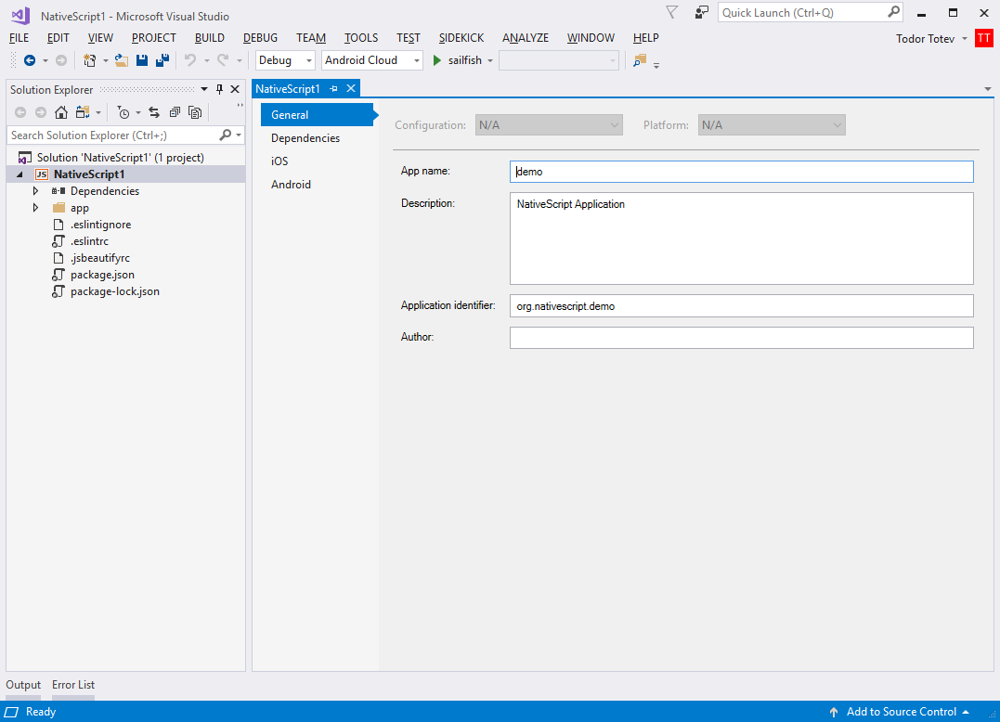 NativeScript1 - Microsoft Visual Studio
Quick Launch (Ctrl+Q)
FILE EDIT VIEW PROJECT BUILD DEBUG TEAM TOOLS TEST SIDEKICK ANALYZE WINDOW HELP
Todor Totev TT
Debug Android Cloud sailfish
Solution Explorer
Search Solution Explorer (Ctrl+;)
Solution 'NativeScript1' (1 project)
JS NativeScript1
Dependencies
app
.eslintignore
.eslintrc
.jsbeautifyrc
package.json
package-lock.json
NativeScript1
General
Dependencies
iOS
Android
Configuration: N/A Platform: N/A
App name: demo
Description: NativeScript Application
Application identifier: org.nativescript.demo
Author:
Output Error List
Ready Add to Source Control